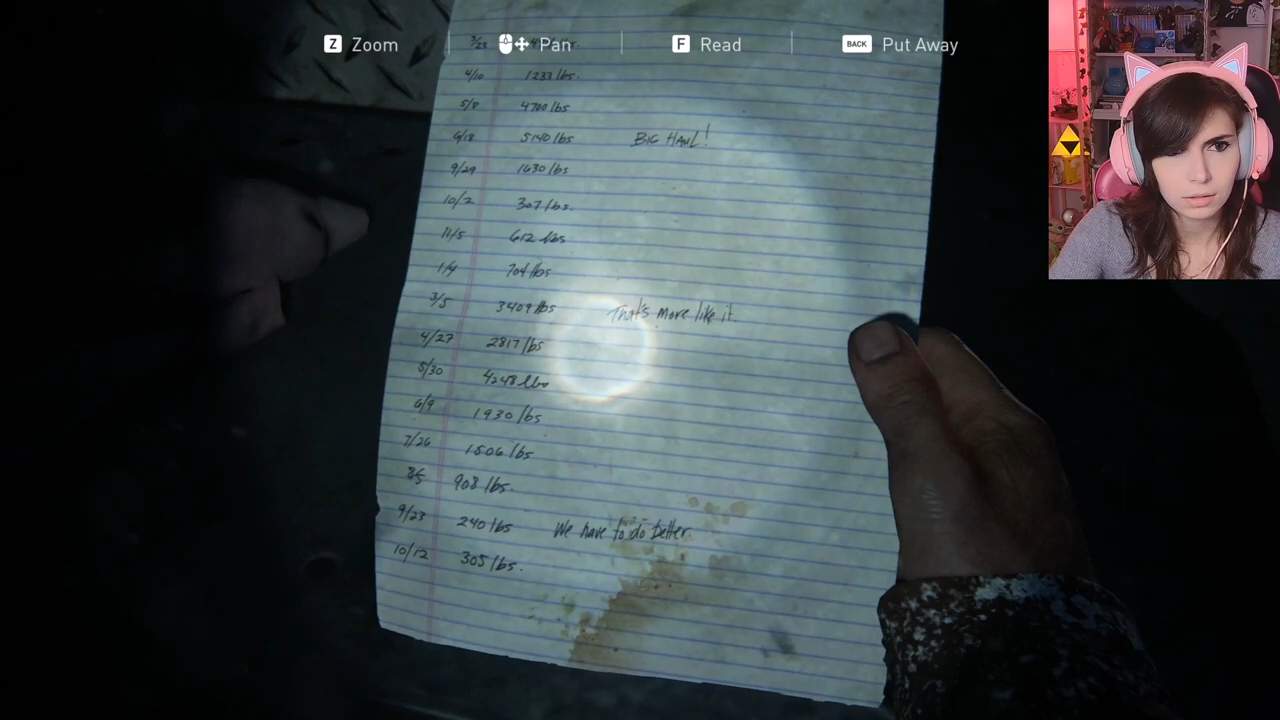 Z Zoom Pan F Read BACK Put Away
3/23
4/10 1233 lbs.
5/8 4700 lbs
6/18 5140 lbs BIG HAUL!
9/29 1630 lbs
10/2 307 lbs.
11/5 612 lbs
1/4 704 lbs
3/5 3409 lbs That's more like it.
4/27 2817 lbs
5/30 4248 lbs
6/9 1930 lbs
7/26 1506 lbs
8/5 908 lbs.
9/23 240 lbs We have to do better.
10/12 305 lbs.